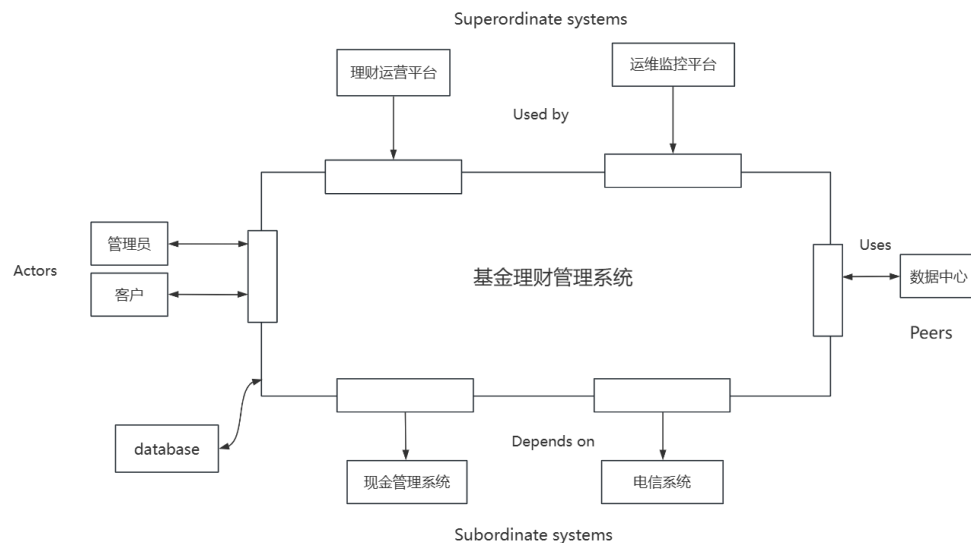 Superordinate systems
理财运营平台
运维监控平台
Used by
管理员
Actors
客户
基金理财管理系统
Uses
数据中心
Peers
database
Depends on
现金管理系统
电信系统
Subordinate systems